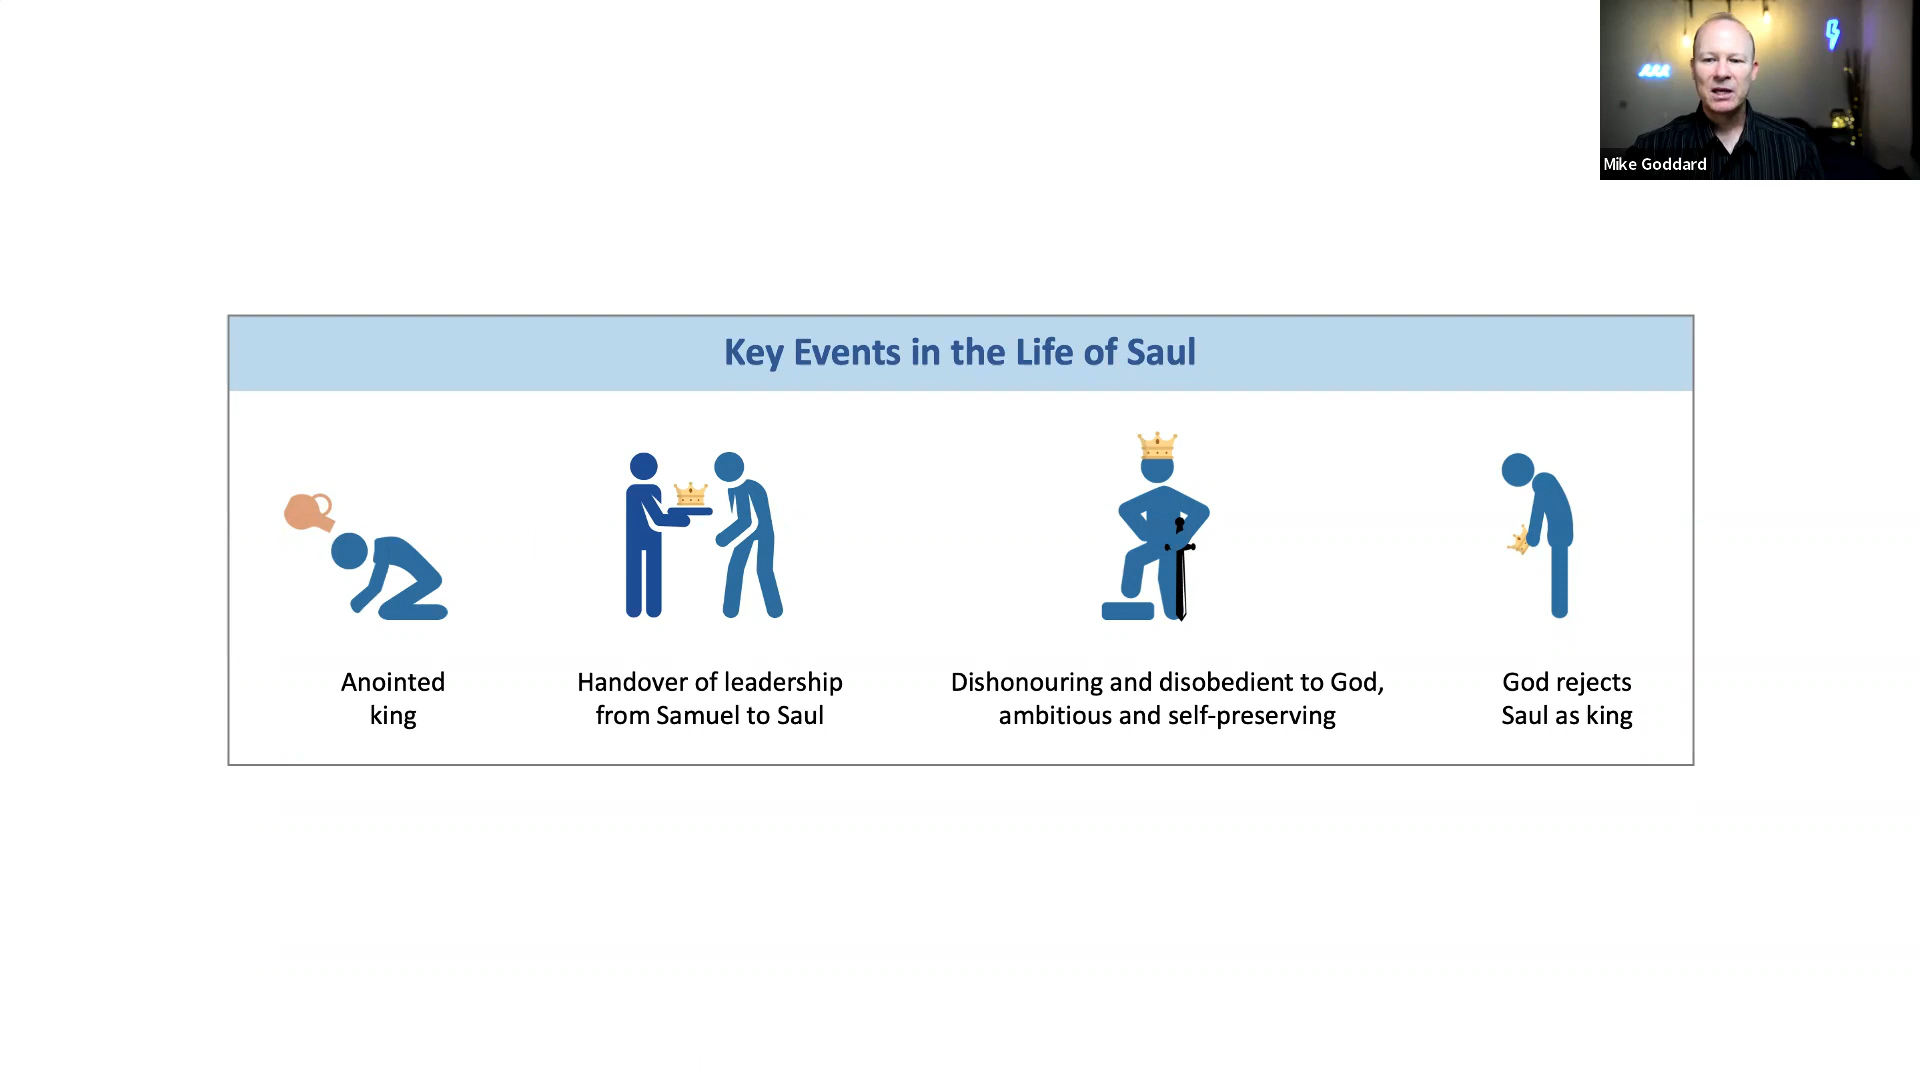 Mike Goddard
Key Events in the Life of Saul
Anointed
king
Handover of leadership
from Samuel to Saul
Dishonouring and disobedient to God,
ambitious and self-preserving
God rejects
Saul as king